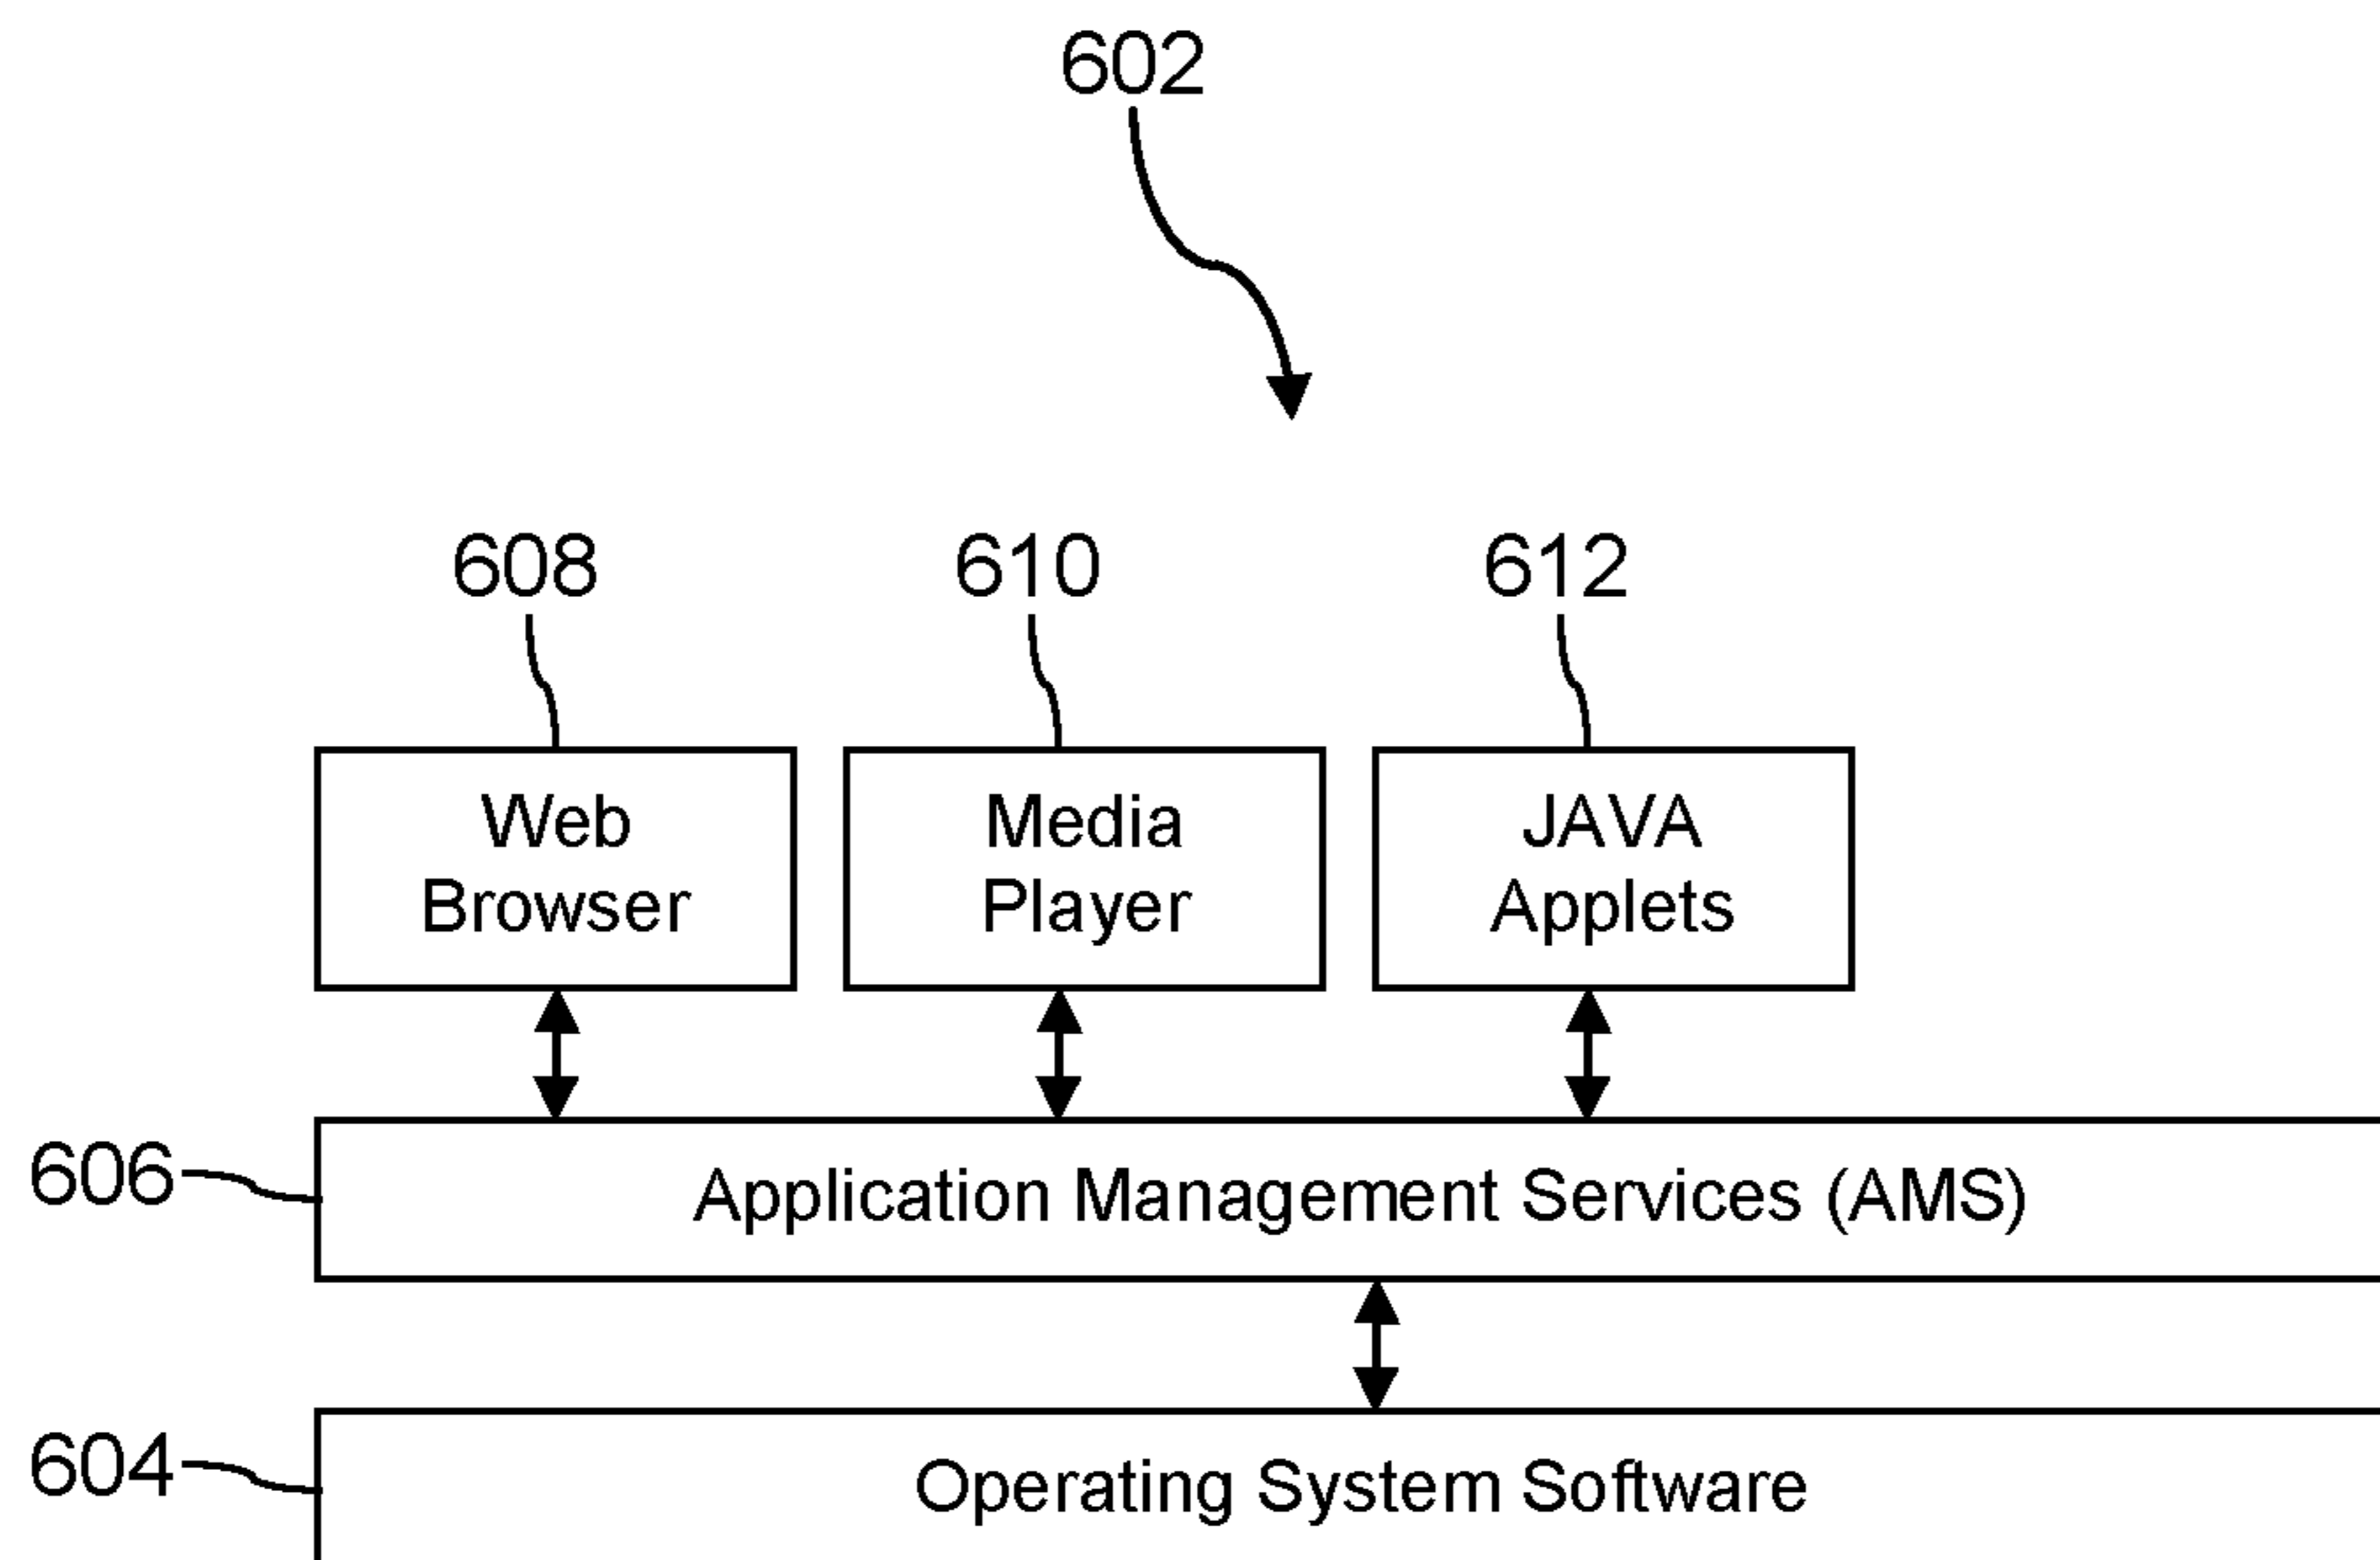 602
608
610
612
Web
Browser
Media
Player
JAVA
Applets
606
Application Management Services (AMS)
604
Operating System Software